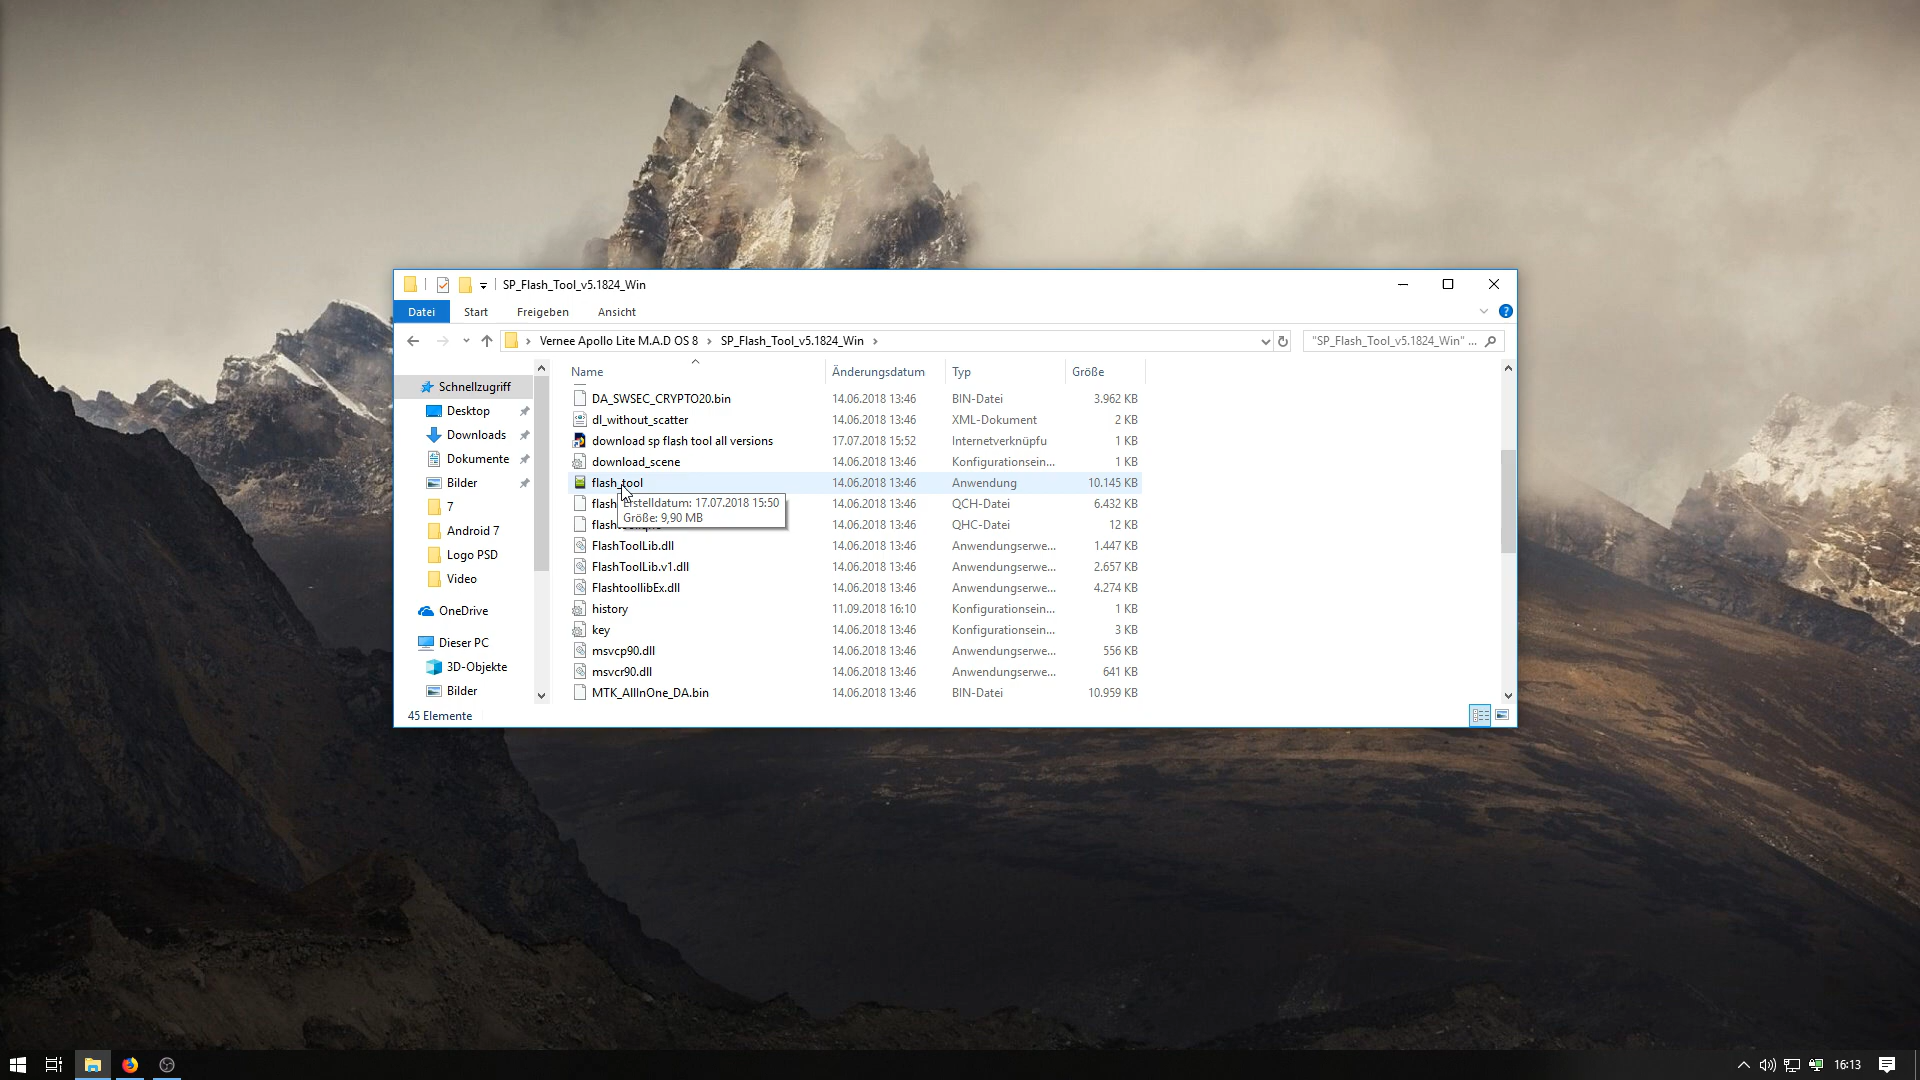 SP_Flash_Tool_v5.1824_Win
Datei Start Freigeben Ansicht
Vernee Apollo Lite M.A.D OS 8 SP_Flash_Tool_v5.1824_Win
"SP_Flash_Tool_v5.1824_Win" ...
Schnellzugriff
Desktop
Downloads
Dokumente
Bilder
7
Android 7
Logo PSD
Video
OneDrive
Dieser PC
3D-Objekte
Bilder
Name Änderungsdatum Typ Größe
DA_SWSEC_CRYPTO20.bin 14.06.2018 13:46 BIN-Datei 3.962 KB
dl_without_scatter 14.06.2018 13:46 XML-Dokument 2 KB
download sp flash tool all versions 17.07.2018 15:52 Internetverknüpfu 1 KB
download_scene 14.06.2018 13:46 Konfigurationsein... 1 KB
flash_tool 14.06.2018 13:46 Anwendung 10.145 KB
flash 14.06.2018 13:46 QCH-Datei 6.432 KB
flash 14.06.2018 13:46 QHC-Datei 12 KB
Erstelldatum: 17.07.2018 15:50
Größe: 9,90 MB
FlashToolLib.dll 14.06.2018 13:46 Anwendungserwe... 1.447 KB
FlashToolLib.v1.dll 14.06.2018 13:46 Anwendungserwe... 2.657 KB
FlashtoollibEx.dll 14.06.2018 13:46 Anwendungserwe... 4.274 KB
history 11.09.2018 16:10 Konfigurationsein... 1 KB
key 14.06.2018 13:46 Konfigurationsein... 3 KB
msvcp90.dll 14.06.2018 13:46 Anwendungserwe... 556 KB
msvcr90.dll 14.06.2018 13:46 Anwendungserwe... 641 KB
MTK_AllInOne_DA.bin 14.06.2018 13:46 BIN-Datei 10.959 KB
45 Elemente
16:13